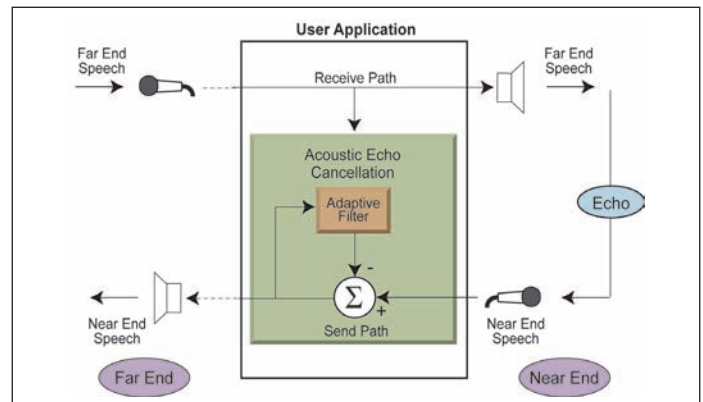 User Application
Far End
Speech
Receive Path
Far End
Speech
Acoustic Echo
Cancellation
Adaptive
Filter
Echo
-
Σ
+
Near End
Speech
Send Path
Near End
Speech
Far End
Near End